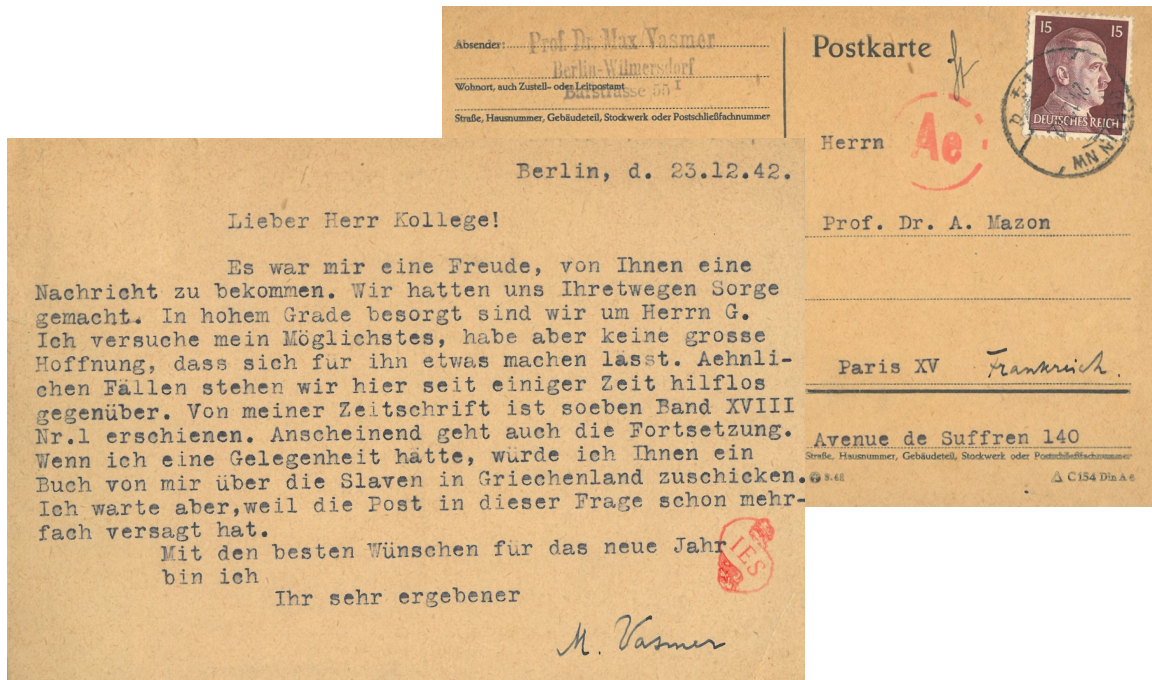 Absender: Prof. Dr. Max Vasmer
Berlin-Wilmersdorf
Wohnort, auch Zustell- oder Leitpostamt
Barstrasse 55 I
Straße, Hausnummer, Gebäudeteil, Stockwerk oder Postschließfachnummer
Postkarte
15 15
DEUTSCHES REICH
Ae
Herrn
Prof. Dr. A. Mazon
Paris XV Frankreich.
Avenue de Suffren 140
Straße, Hausnummer, Gebäudeteil, Stockwerk oder Postschließfachnummer
C 154 Din A 6
Berlin, d. 23.12.42.
Lieber Herr Kollege!
Es war mir eine Freude, von Ihnen eine
Nachricht zu bekommen. Wir hatten uns Ihretwegen Sorge
gemacht. In hohem Grade besorgt sind wir um Herrn G.
Ich versuche mein Möglichstes, habe aber keine grosse
Hoffnung, dass sich für ihn etwas machen lässt. Aehnli-
chen Fällen stehen wir hier seit einiger Zeit hilflos
gegenüber. Von meiner Zeitschrift ist soeben Band XVIII
Nr.1 erschienen. Anscheinend geht auch die Fortsetzung.
Wenn ich eine Gelegenheit hätte, würde ich Ihnen ein
Buch von mir über die Slaven in Griechenland zuschicken.
Ich warte aber,weil die Post in dieser Frage schon mehr-
fach versagt hat.
Mit den besten Wünschen für das neue Jahr
bin ich
Ihr sehr ergebener
IES
M. Vasmer